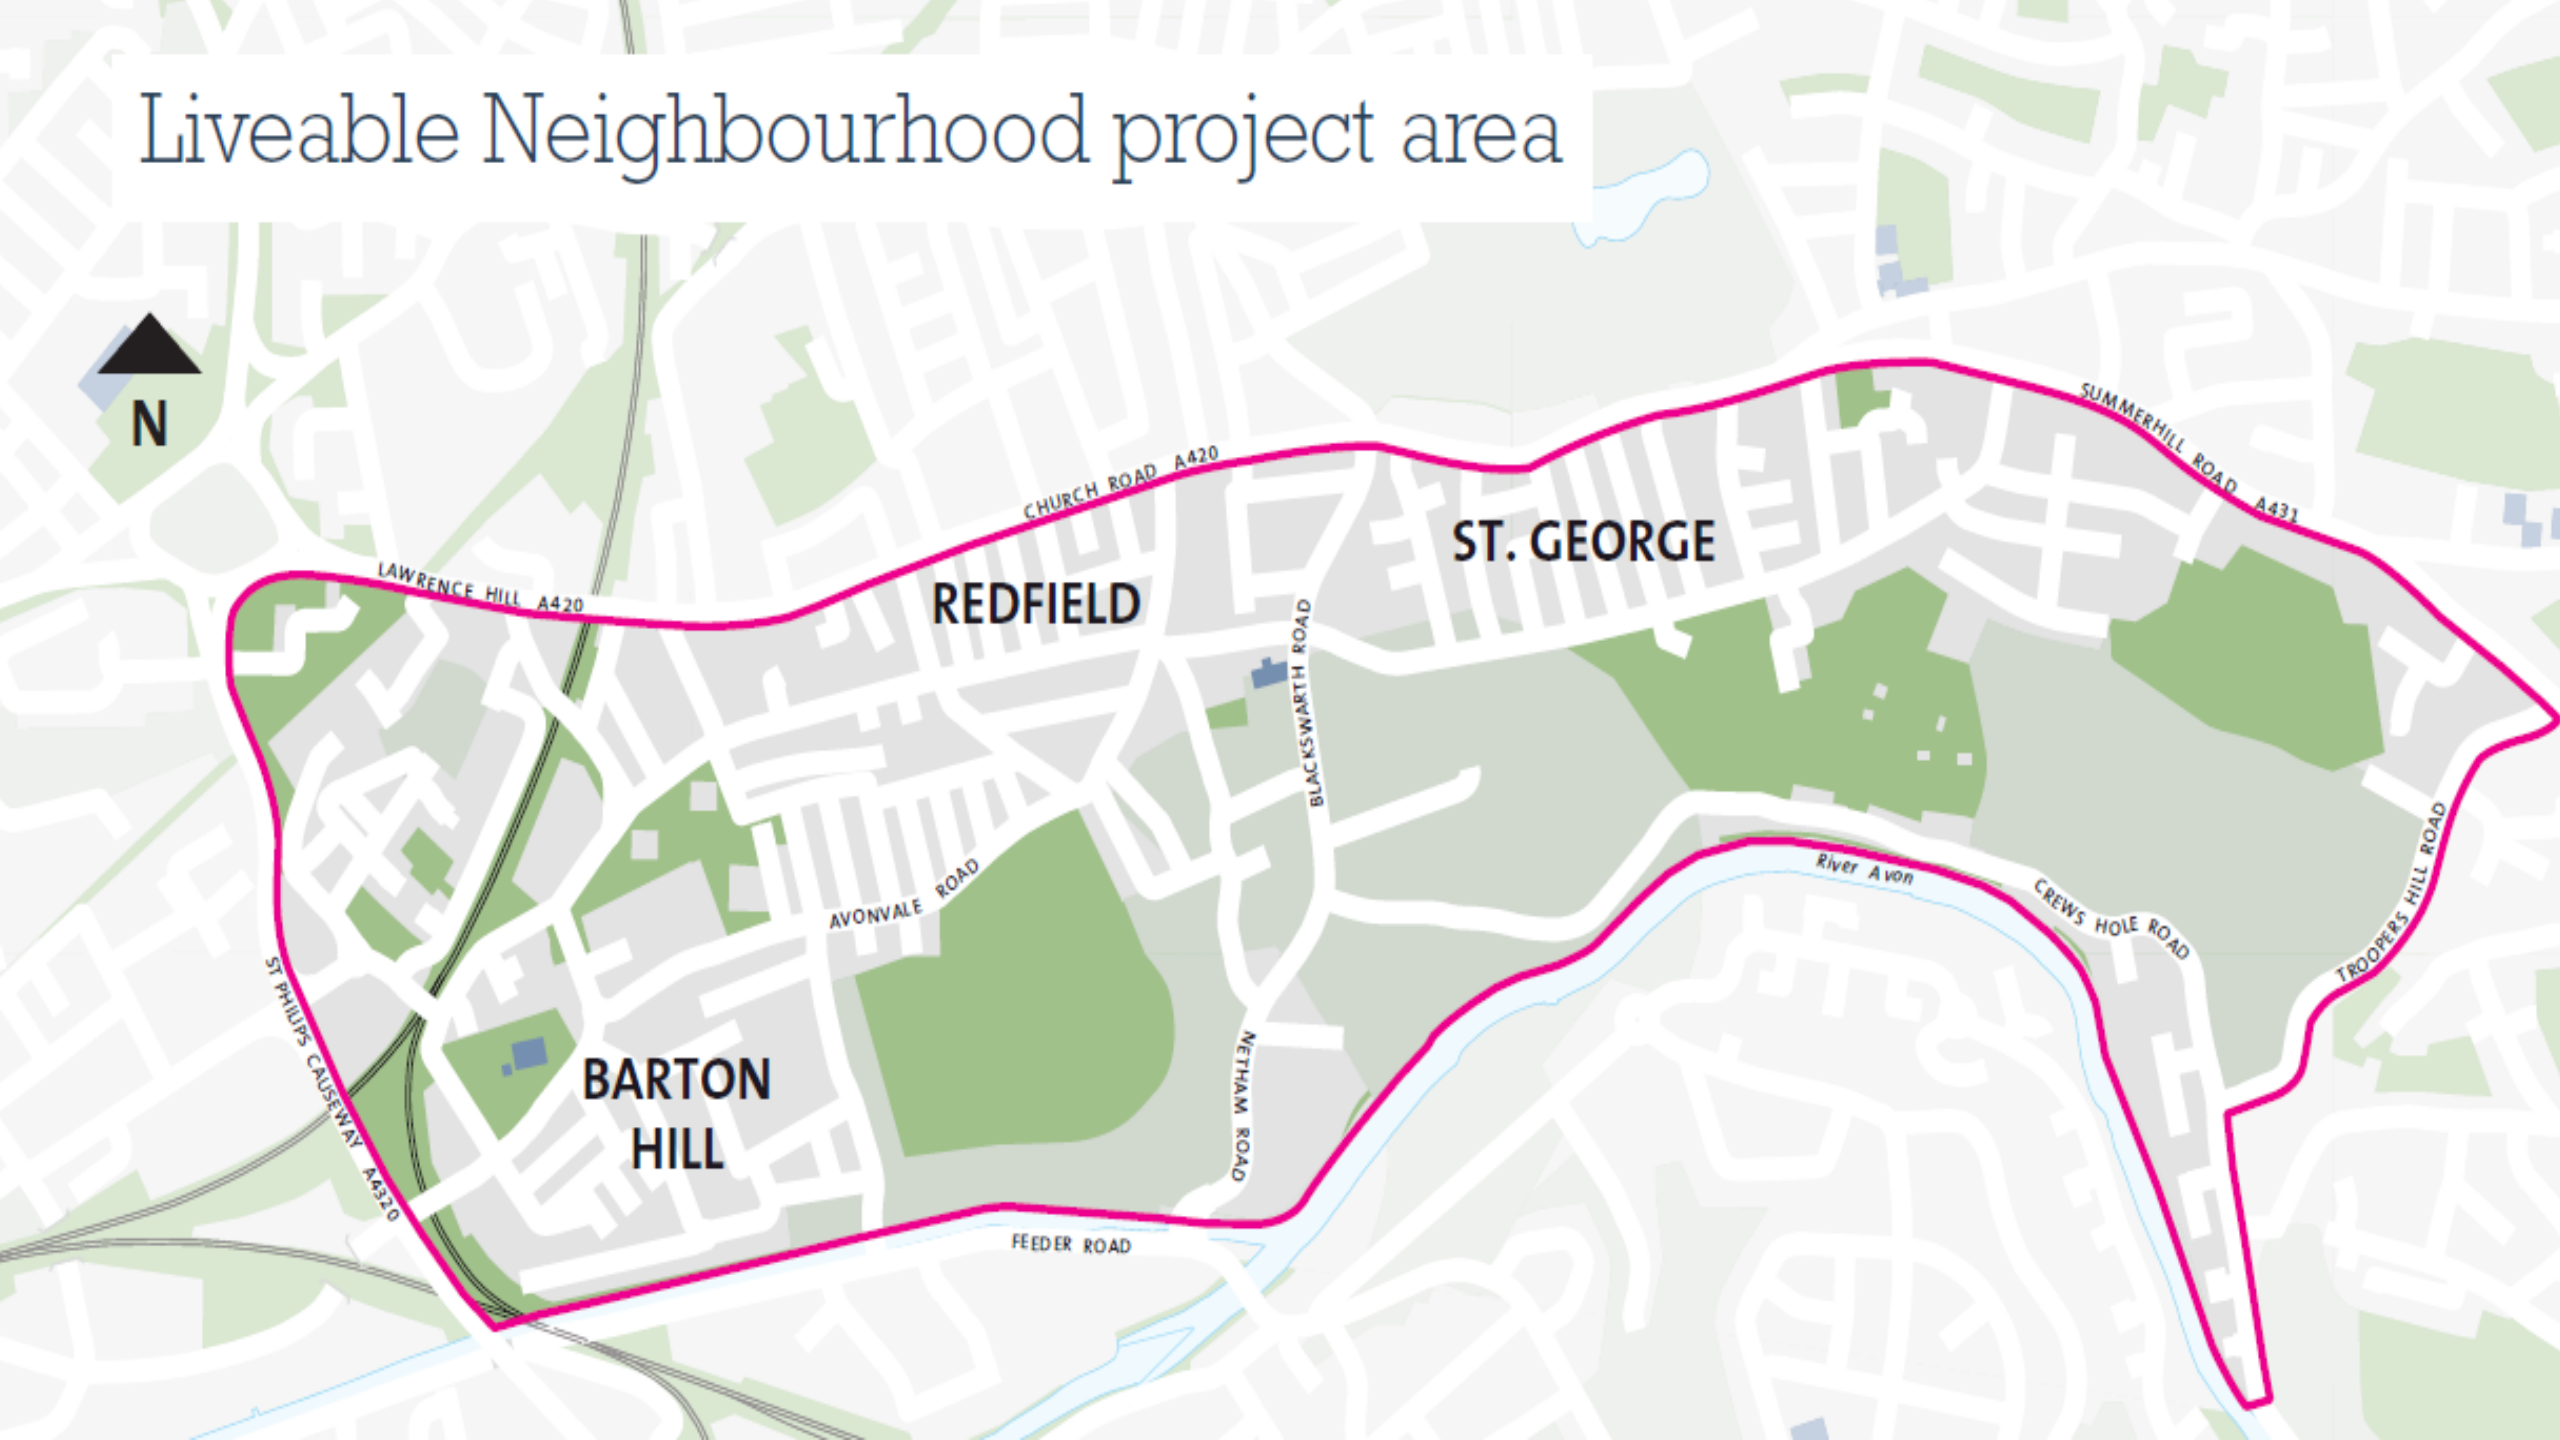 Liveable Neighbourhood project area
N
SUMMERHILL ROAD A431
CHURCH ROAD A420
LAWRENCE HILL A420
ST. GEORGE
REDFIELD
BLACKSWARTH ROAD
AVONVALE ROAD
River Avon
CREWS HOLE ROAD
TROOPERS HILL ROAD
ST PHILIPS CAUSEWAY A4320
BARTON
HILL
NETHAM ROAD
FEEDER ROAD